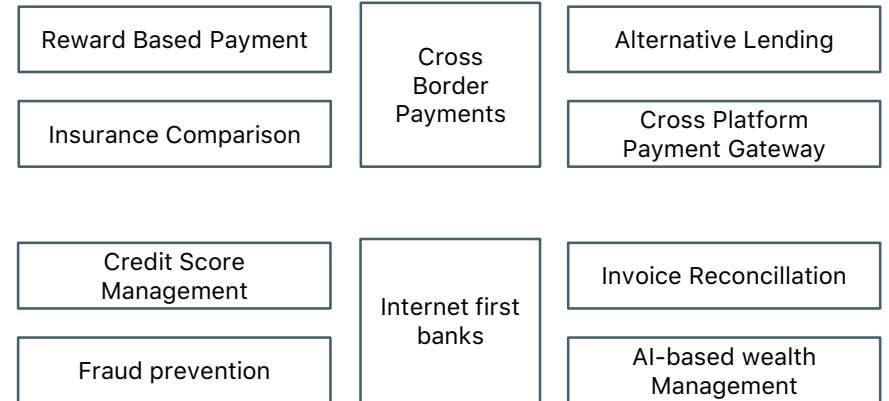 Reward Based Payment
Cross
Border
Payments
Alternative Lending
Insurance Comparison
Cross Platform
Payment Gateway
Credit Score
Management
Internet first
banks
Invoice Reconcillation
Fraud prevention
AI-based wealth
Management